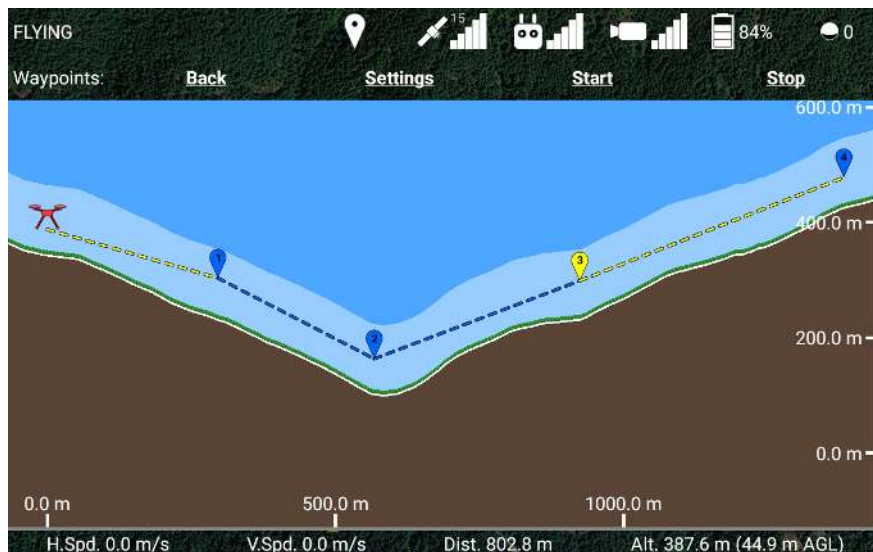 FLYING 15 84% 0
Waypoints: Back Settings Start Stop
600.0 m
4
400.0 m
1
3
2
200.0 m
0.0 m
0.0 m 500.0 m 1000.0 m
H.Spd. 0.0 m/s V.Spd. 0.0 m/s Dist. 802.8 m Alt. 387.6 m (44.9 m AGL)